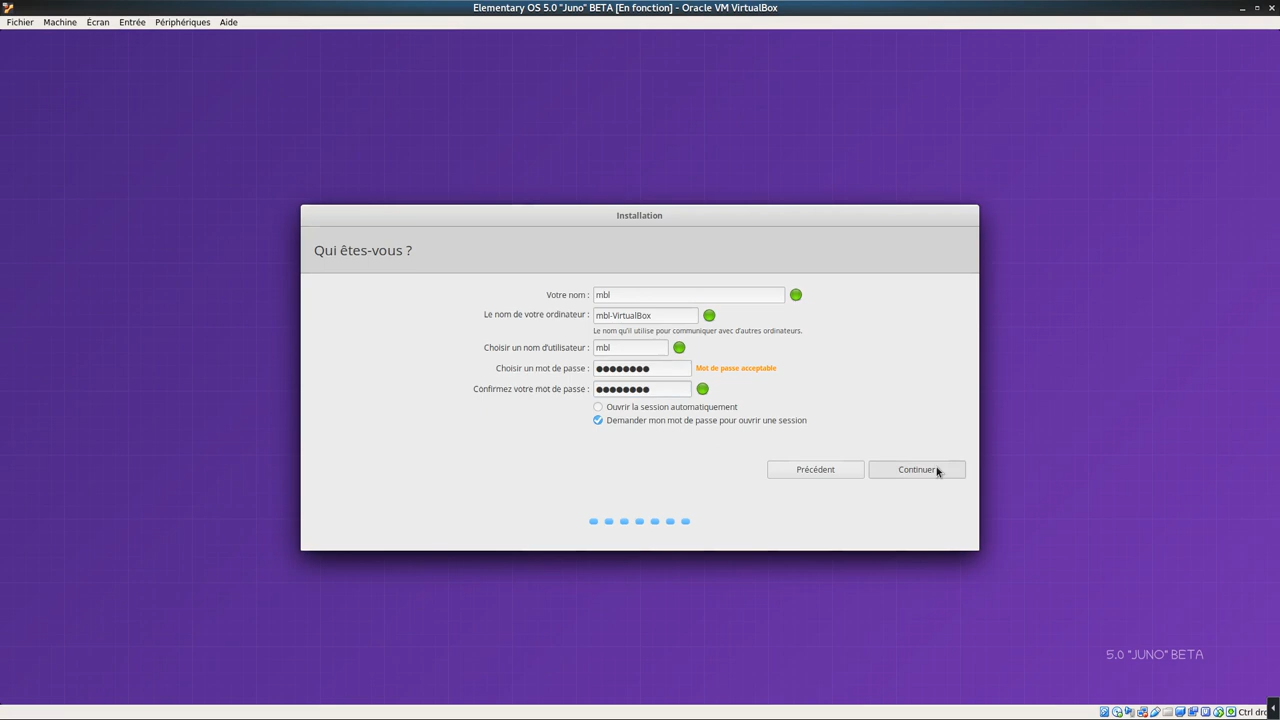 Elementary OS 5.0 "Juno" BETA [En fonction] - Oracle VM VirtualBox
Fichier Machine Écran Entrée Périphériques Aide
Installation
Qui êtes-vous ?
Votre nom : mbl
Le nom de votre ordinateur : mbl-VirtualBox
Le nom qu'il utilise pour communiquer avec d'autres ordinateurs.
Choisir un nom d'utilisateur : mbl
Choisir un mot de passe : ●●●●●●●● Mot de passe acceptable
Confirmez votre mot de passe : ●●●●●●●●
Ouvrir la session automatiquement
Demander mon mot de passe pour ouvrir une session
Précédent Continuer
5.0 "JUNO" BETA
Ctrl dro